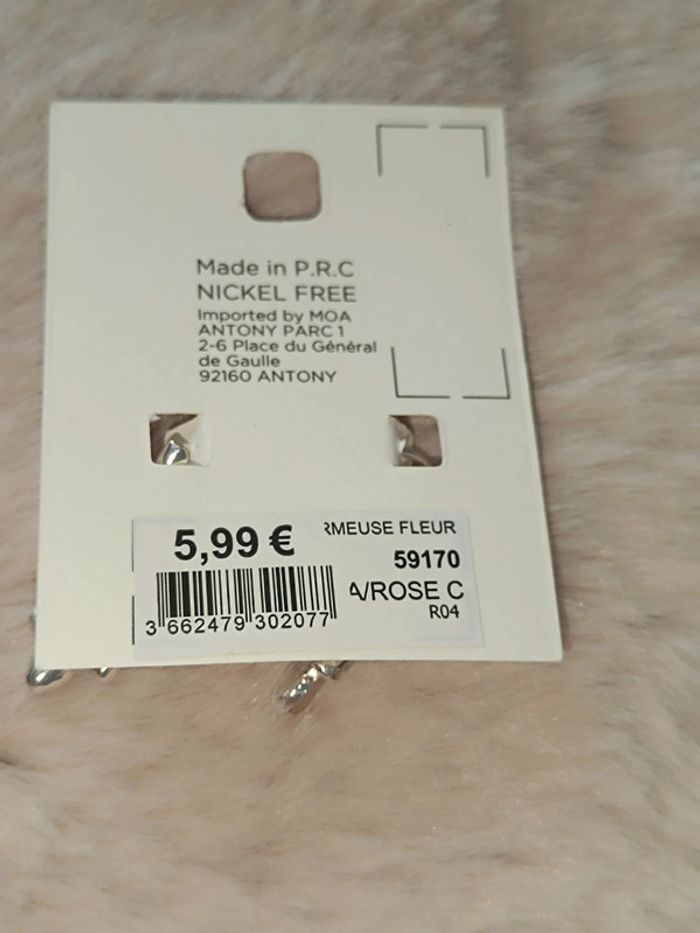 Made in P.R.C
NICKEL FREE
Imported by MOA
ANTONY PARC 1
2-6 Place du Général
de Gaulle
92160 ANTONY
5,99 €
RMEUSE FLEUR
59170
A/ROSE C
R04
3 662479 302077